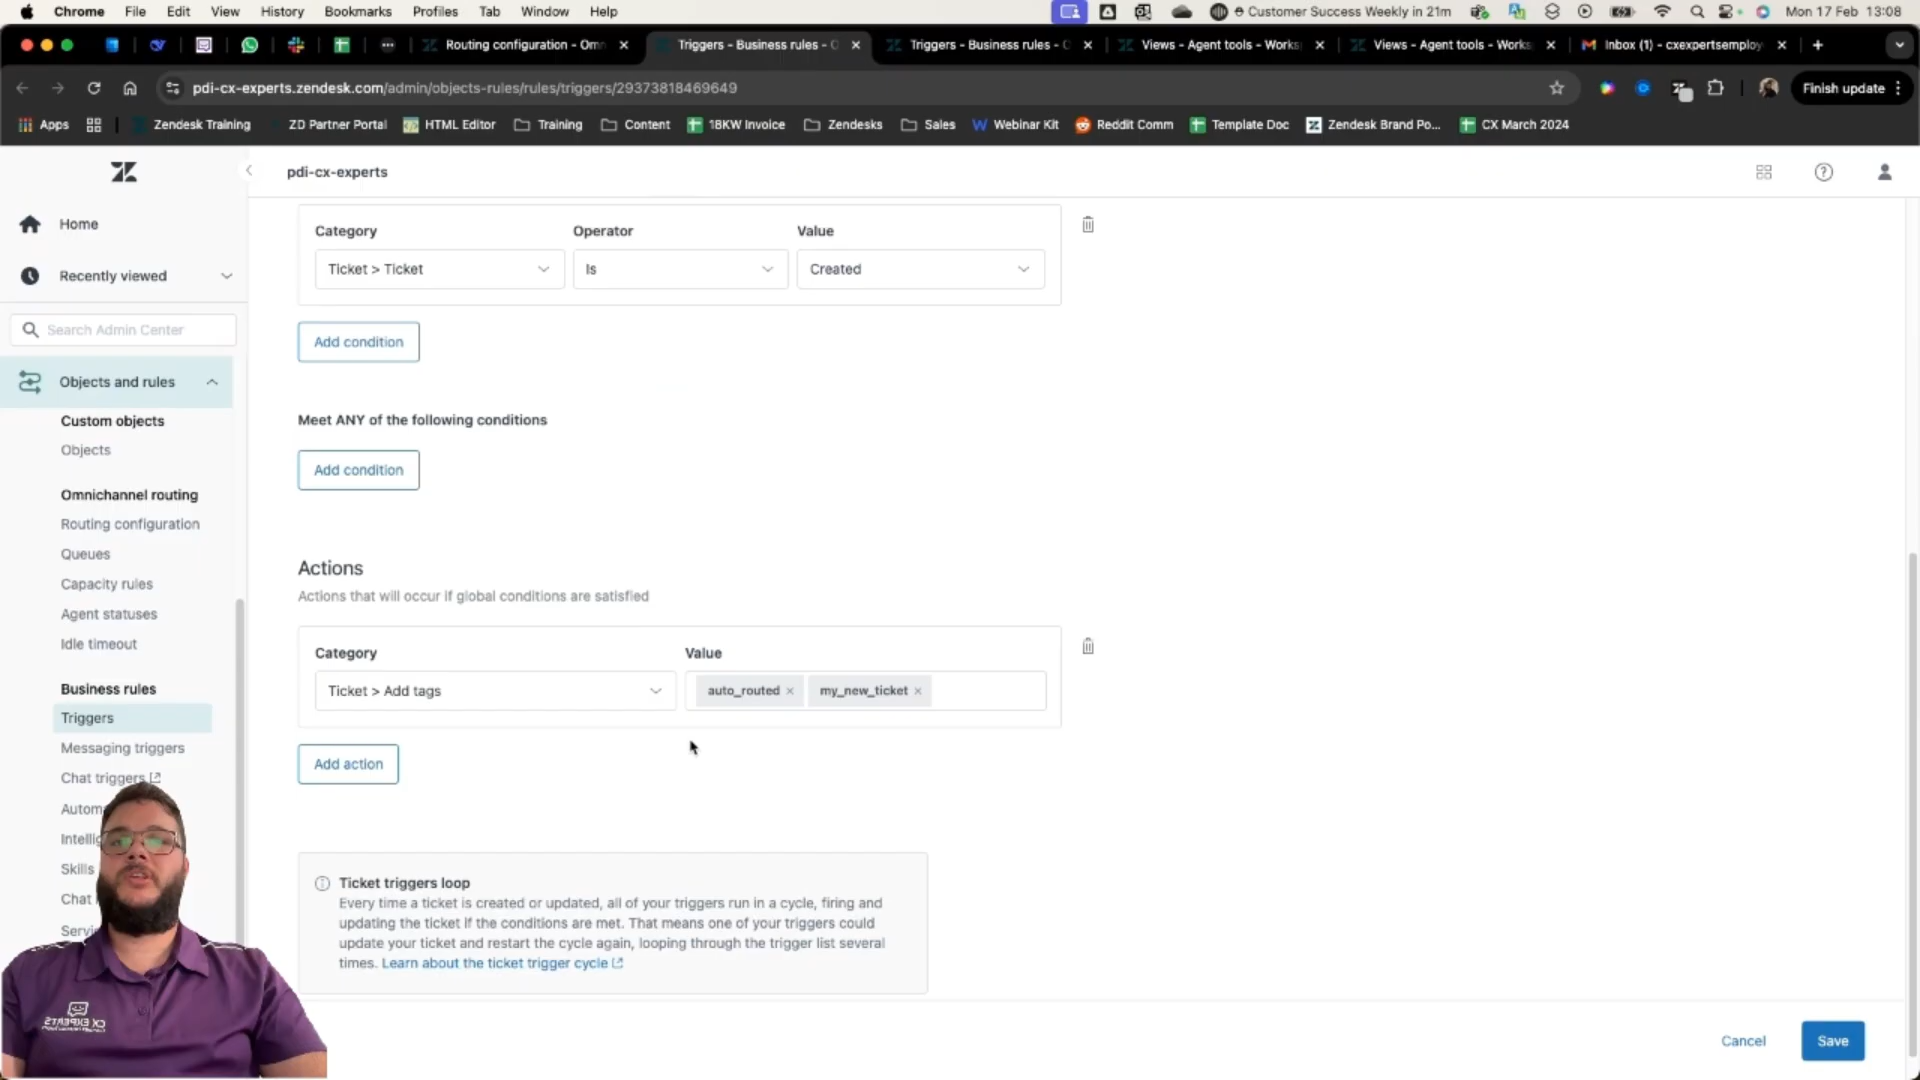 Chrome File Edit View History Bookmarks Profiles Tab Window Help
Customer Success Weekly in 21m
Mon 17 Feb 13:08
Routing configuration - Omn
Triggers - Business rules - C
Triggers - Business rules - C
Views - Agent tools - Works
Views - Agent tools - Works
Inbox (1) - cxexpertsemploy
pdi-cx-experts.zendesk.com/admin/objects-rules/rules/triggers/29373818469649
Finish update
Apps
Zendesk Training
ZD Partner Portal
HTML Editor
Training
Content
18KW Invoice
Zendesks
Sales
Webinar Kit
Reddit Comm
Template Doc
Zendesk Brand Po...
CX March 2024
pdi-cx-experts
Home
Recently viewed
Search Admin Center
Objects and rules
Custom objects
Objects
Omnichannel routing
Routing configuration
Queues
Capacity rules
Agent statuses
Idle timeout
Business rules
Triggers
Messaging triggers
Chat triggers
Autom
Intellig
Skills
Chat
Servi
Category Operator Value
Ticket > Ticket Is Created
Add condition
Meet ANY of the following conditions
Add condition
Actions
Actions that will occur if global conditions are satisfied
Category Value
Ticket > Add tags auto_routed × my_new_ticket ×
Add action
Ticket triggers loop
Every time a ticket is created or updated, all of your triggers run in a cycle, firing and
updating the ticket if the conditions are met. That means one of your triggers could
update your ticket and restart the cycle again, looping through the trigger list several
times. Learn about the ticket trigger cycle
Cancel Save
CX EXPERTS